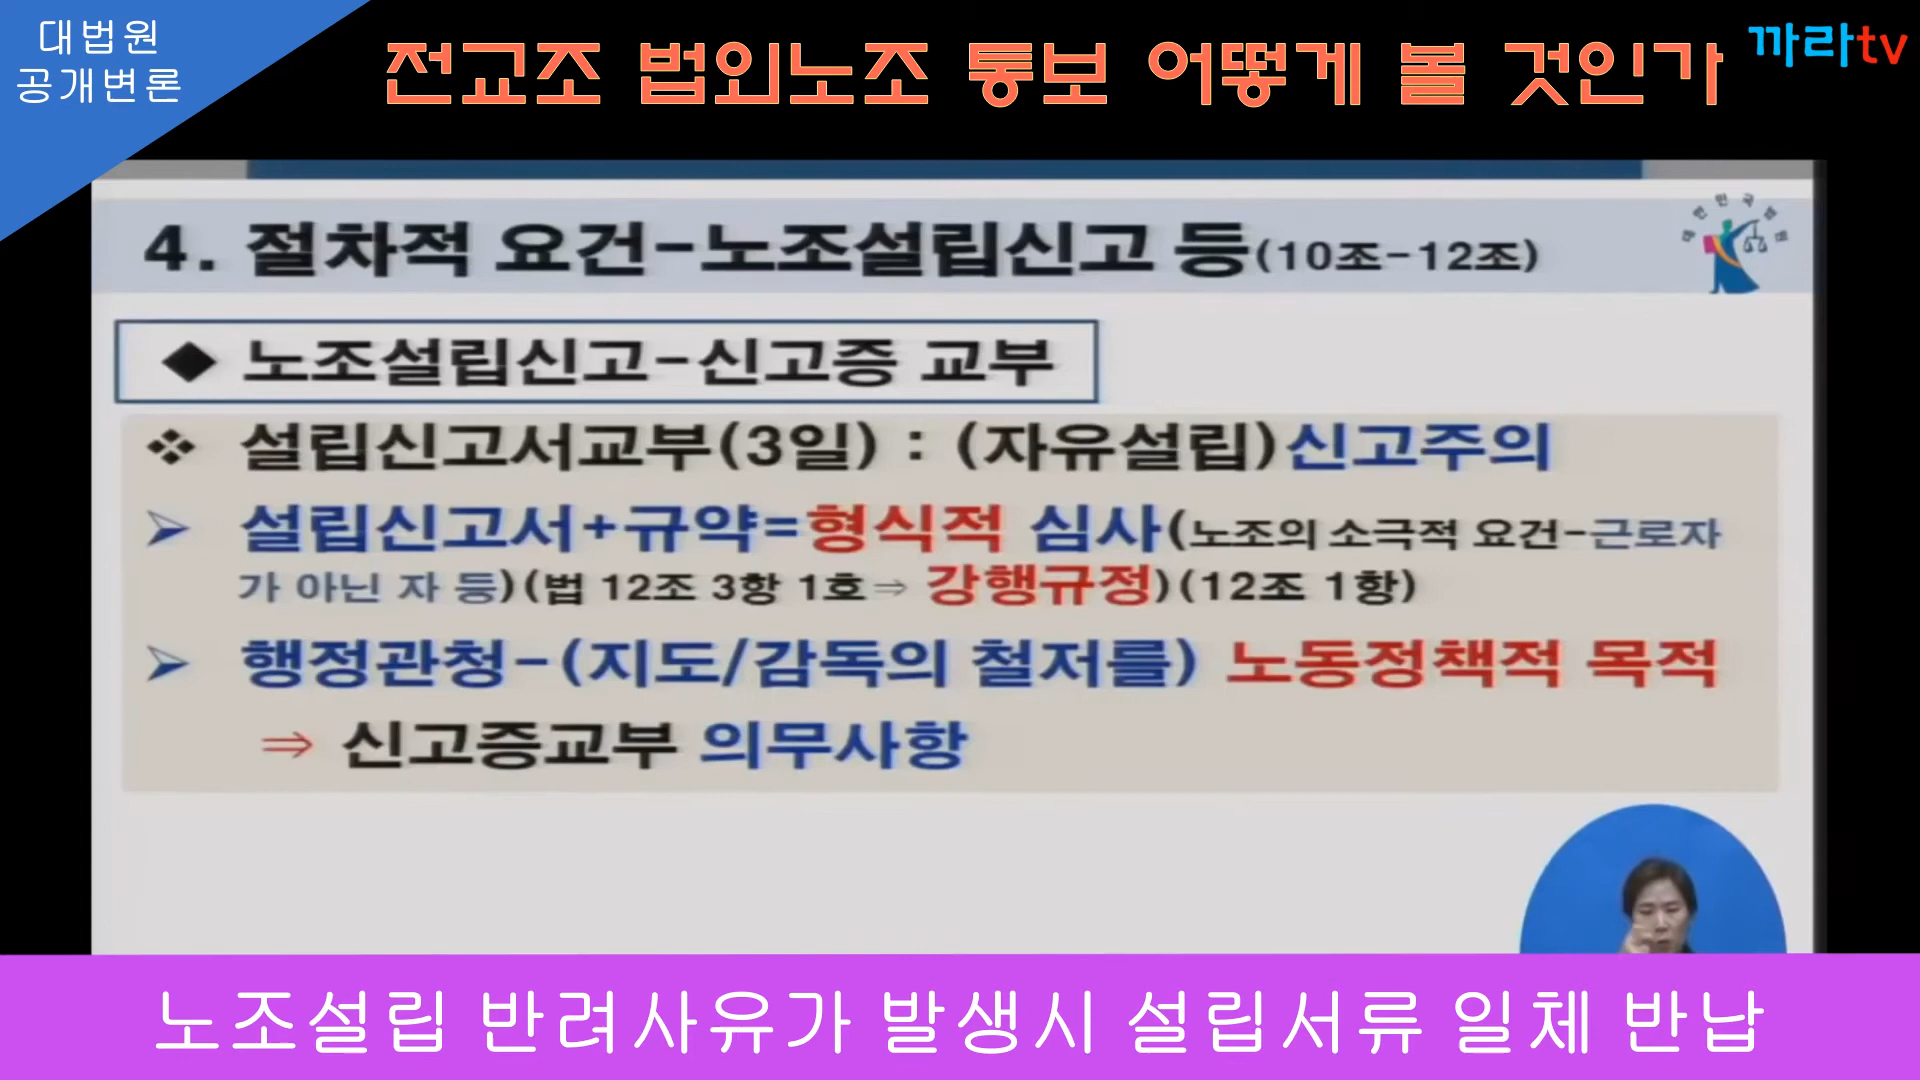 대법원
공개변론
전교조 법외노조 통보 어떻게 볼 것인가
까라tv
4. 절차적 요건-노조설립신고 등(10조-12조)
대한민국법원
◆ 노조설립신고-신고증 교부
❖ 설립신고서교부(3일) : (자유설립)신고주의
➢ 설립신고서+규약=형식적 심사(노조의 소극적 요건-근로자
가 아닌 자 등)(법 12조 3항 1호⇒ 강행규정)(12조 1항)
➢ 행정관청-(지도/감독의 철저를) 노동정책적 목적
⇒ 신고증교부 의무사항
노조설립 반려사유가 발생시 설립서류 일체 반납